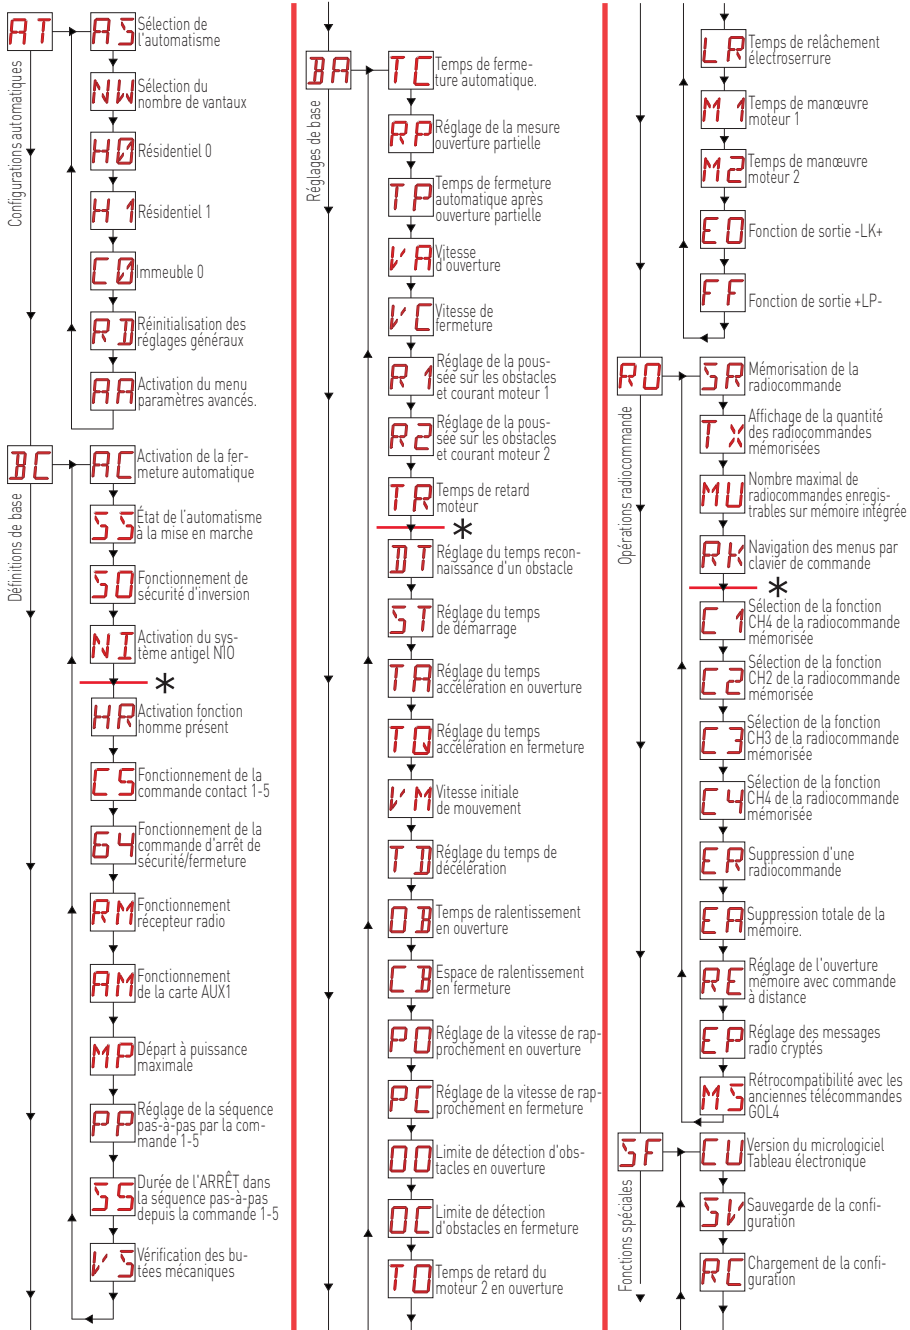 AT
Configurations automatiques
AS
Sélection de
l'automatisme
NW
Sélection du
nombre de vantaux
H0
Résidentiel 0
H1
Résidentiel 1
C0
Immeuble 0
RD
Réinitialisation des
réglages généraux
AA
Activation du menu
paramètres avancés.
BC
Définitions de base
AC
Activation de la fer-
meture automatique
SS
État de l'automatisme
à la mise en marche
SO
Fonctionnement de
sécurité d'inversion
NI
Activation du sys-
tème antigel NIO
*
HR
Activation fonction
homme présent
CS
Fonctionnement de la
commande contact 1-5
64
Fonctionnement de la
commande d'arrêt de
sécurité/fermeture
RM
Fonctionnement
récepteur radio
AM
Fonctionnement
de la carte AUX1
MP
Départ à puissance
maximale
PP
Réglage de la séquence
pas-à-pas par la com-
mande 1-5
SS
Durée de l'ARRÊT dans
la séquence pas-à-pas
depuis la commande 1-5
VS
Vérification des bu-
tées mécaniques
BA
Réglages de base
TC
Temps de ferme-
ture automatique.
RP
Réglage de la mesure
ouverture partielle
TP
Temps de fermeture
automatique après
ouverture partielle
VA
Vitesse
d'ouverture
VC
Vitesse de
fermeture
R1
Réglage de la pous-
sée sur les obstacles
et courant moteur 1
R2
Réglage de la pous-
sée sur les obstacles
et courant moteur 2
TR
Temps de retard
moteur
*
DT
Réglage du temps recon-
naissance d'un obstacle
ST
Réglage du temps
de démarrage
TA
Réglage du temps
accélération en ouverture
TQ
Réglage du temps
accélération en fermeture
VM
Vitesse initiale
de mouvement
TD
Réglage du temps de
décélération
OB
Temps de ralentissement
en ouverture
CB
Espace de ralentissement
en fermeture
PO
Réglage de la vitesse de rap-
prochement en ouverture
PC
Réglage de la vitesse de rap-
prochement en fermeture
OO
Limite de détection d'obs-
tacles en ouverture
OC
Limite de détection
d'obstacles en fermeture
TO
Temps de retard du
moteur 2 en ouverture
LR
Temps de relâchement
électroserrure
M1
Temps de manœuvre
moteur 1
M2
Temps de manœuvre
moteur 2
EO
Fonction de sortie -LK+
FF
Fonction de sortie +LP-
RO
Opérations radiocommande
SR
Mémorisation de la
radiocommande
TX
Affichage de la quantité
des radiocommandes
mémorisées
MU
Nombre maximal de
radiocommandes enregis-
trables sur mémoire intégrée
RK
Navigation des menus par
clavier de commande
*
C1
Sélection de la fonction
CH4 de la radiocommande
mémorisée
C2
Sélection de la fonction
CH2 de la radiocommande
mémorisée
C3
Sélection de la fonction
CH3 de la radiocommande
mémorisée
C4
Sélection de la fonction
CH4 de la radiocommande
mémorisée
ER
Suppression d'une
radiocommande
EA
Suppression totale de la
mémoire.
RE
Réglage de l'ouverture
mémoire avec commande
à distance
EP
Réglage des messages
radio cryptés
MS
Rétrocompatibilité avec les
anciennes télécommandes
GOL4
SF
Fonctions spéciales
CU
Version du micrologiciel
Tableau électronique
SV
Sauvegarde de la confi-
guration
RC
Chargement de la confi-
guration